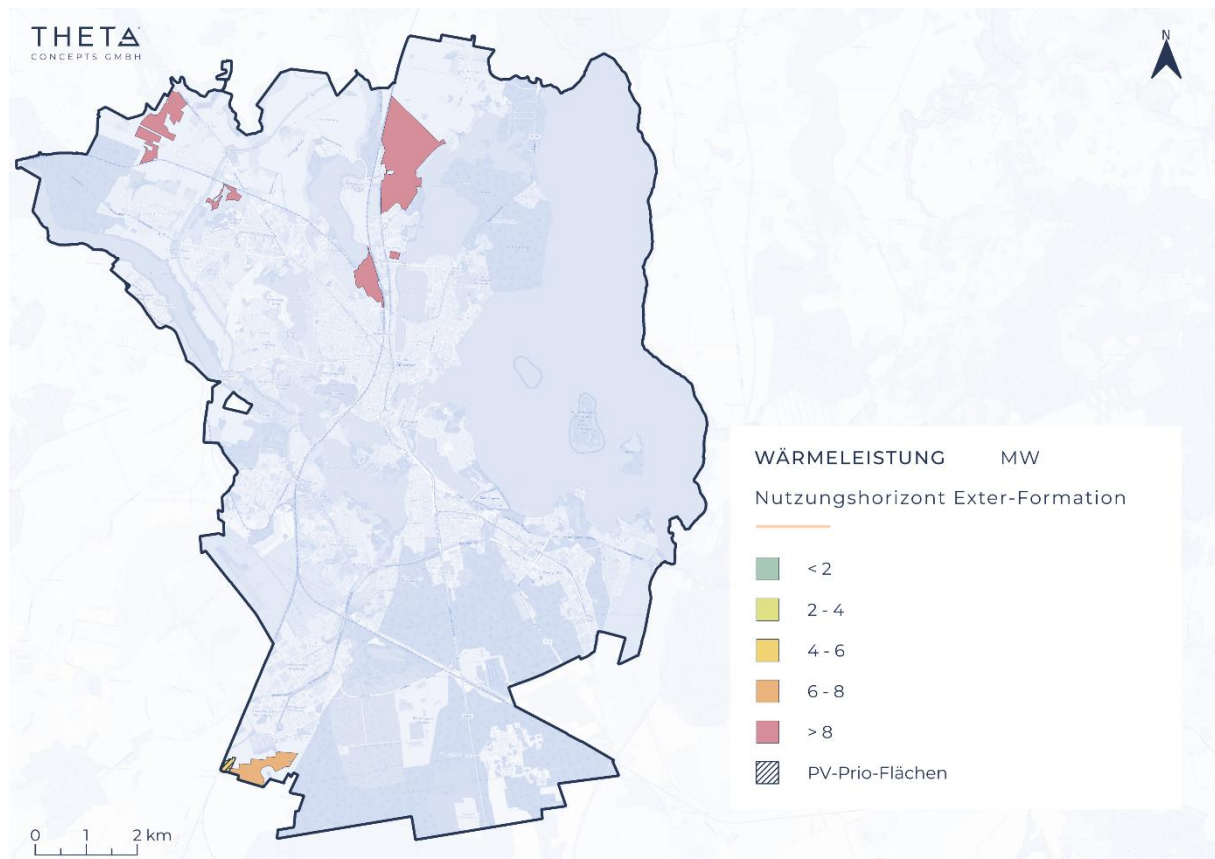 THETA
CONCEPTS GMBH
N
WÄRMELEISTUNG MW
Nutzungshorizont Exter-Formation
< 2
2 - 4
4 - 6
6 - 8
> 8
PV-Prio-Flächen
0 1 2 km